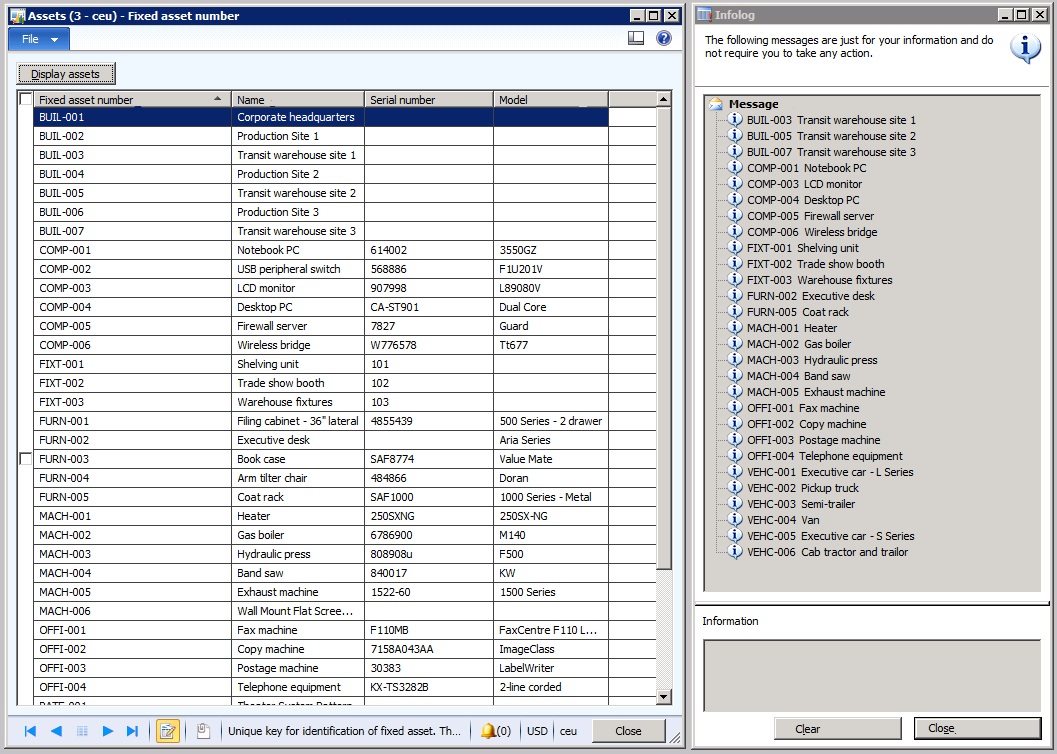 Assets (3 - ceu) - Fixed asset number
File
Display assets
Fixed asset number Name Serial number Model
BUIL-001 Corporate headquarters
BUIL-002 Production Site 1
BUIL-003 Transit warehouse site 1
BUIL-004 Production Site 2
BUIL-005 Transit warehouse site 2
BUIL-006 Production Site 3
BUIL-007 Transit warehouse site 3
COMP-001 Notebook PC 614002 3550GZ
COMP-002 USB peripheral switch 568886 F1U201V
COMP-003 LCD monitor 907998 L89080V
COMP-004 Desktop PC CA-ST901 Dual Core
COMP-005 Firewall server 7827 Guard
COMP-006 Wireless bridge W776578 Tt677
FIXT-001 Shelving unit 101
FIXT-002 Trade show booth 102
FIXT-003 Warehouse fixtures 103
FURN-001 Filing cabinet - 36" lateral 4855439 500 Series - 2 drawer
FURN-002 Executive desk Aria Series
FURN-003 Book case SAF8774 Value Mate
FURN-004 Arm tilter chair 484866 Doran
FURN-005 Coat rack SAF1000 1000 Series - Metal
MACH-001 Heater 250SXNG 250SX-NG
MACH-002 Gas boiler 6786900 M140
MACH-003 Hydraulic press 808908u F500
MACH-004 Band saw 840017 KW
MACH-005 Exhaust machine 1522-60 1500 Series
MACH-006 Wall Mount Flat Scree...
OFFI-001 Fax machine F110MB FaxCentre F110 L...
OFFI-002 Copy machine 7158A043AA ImageClass
OFFI-003 Postage machine 30383 LabelWriter
OFFI-004 Telephone equipment KX-TS3282B 2-line corded
Unique key for identification of fixed asset. Th... (0) USD ceu Close
Infolog
The following messages are just for your information and do
not require you to take any action.
Message
BUIL-003 Transit warehouse site 1
BUIL-005 Transit warehouse site 2
BUIL-007 Transit warehouse site 3
COMP-001 Notebook PC
COMP-003 LCD monitor
COMP-004 Desktop PC
COMP-005 Firewall server
COMP-006 Wireless bridge
FIXT-001 Shelving unit
FIXT-002 Trade show booth
FIXT-003 Warehouse fixtures
FURN-002 Executive desk
FURN-005 Coat rack
MACH-001 Heater
MACH-002 Gas boiler
MACH-003 Hydraulic press
MACH-004 Band saw
MACH-005 Exhaust machine
OFFI-001 Fax machine
OFFI-002 Copy machine
OFFI-003 Postage machine
OFFI-004 Telephone equipment
VEHC-001 Executive car - L Series
VEHC-002 Pickup truck
VEHC-003 Semi-trailer
VEHC-004 Van
VEHC-005 Executive car - S Series
VEHC-006 Cab tractor and trailor
Information
Clear Close